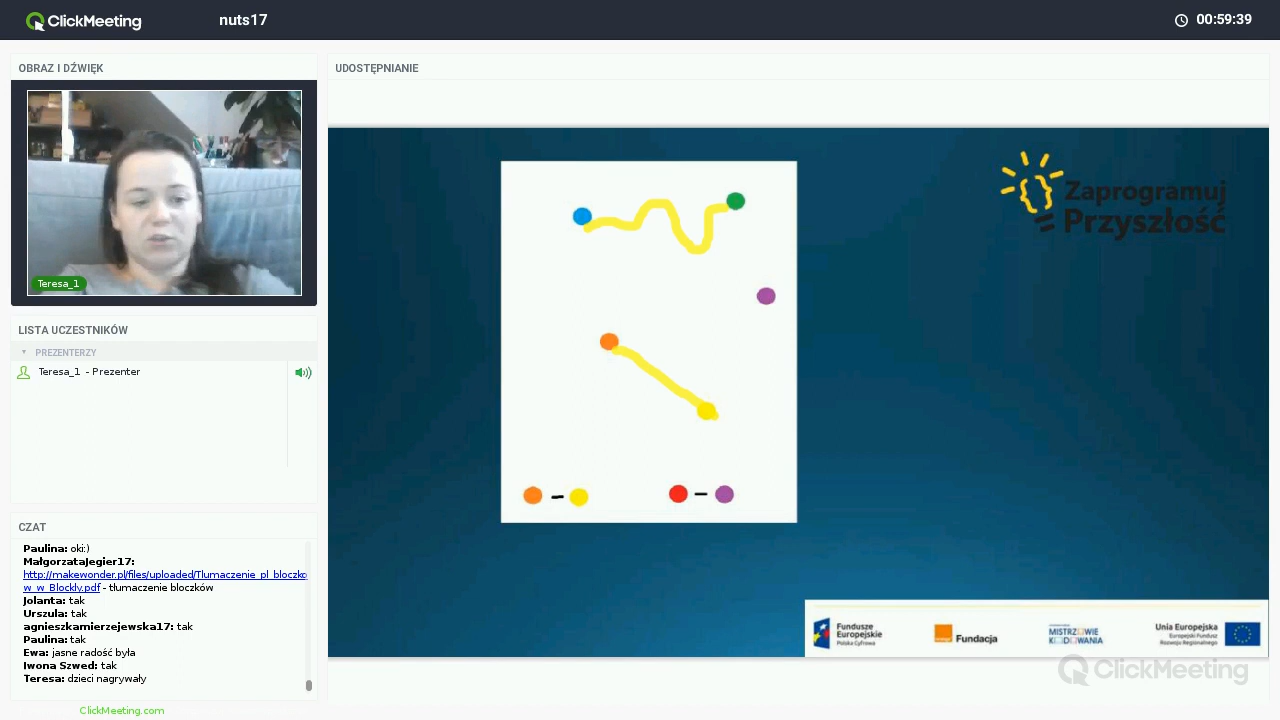 ClickMeeting
nuts17
00:59:39
OBRAZ I DŹWIĘK
UDOSTĘPNIANIE
Teresa_1
Zaprogramuj
Przyszłość
LISTA UCZESTNIKÓW
PREZENTERZY
Teresa_1 - Prezenter
CZAT
Paulina: oki:)
MałgorzataJegier17:
http://makewonder.pl/files/uploaded/Tlumaczenie_pl_bloczko
w_w_Blockly.pdf - tłumaczenie bloczków
Jolanta: tak
Urszula: tak
agnieszkamierzejewska17: tak
Paulina: tak
Ewa: jasne radość była
Iwona Szwed: tak
Teresa: dzieci nagrywały
Fundusze
Europejskie
Polska Cyfrowa
Fundacja
MISTRZOWIE
KODOWANIA
Unia Europejska
Europejski Fundusz
Rozwoju Regionalnego
ClickMeeting
ClickMeeting.com